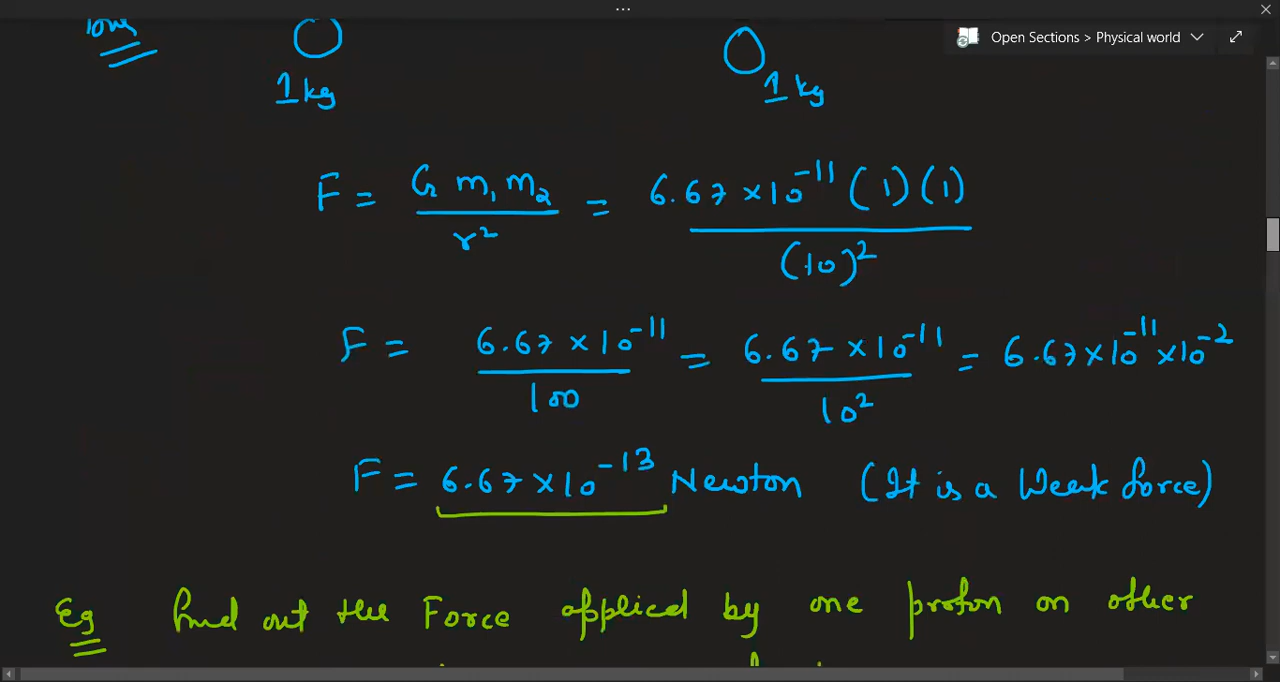 Open Sections > Physical world
1 kg 1 kg
F = G m₁ m₂ / r² = 6.67 × 10⁻¹¹ (1) (1) / (10)²
F = 6.67 × 10⁻¹¹ / 100 = 6.67 × 10⁻¹¹ / 10² = 6.67 × 10⁻¹¹ × 10⁻²
F = 6.67 × 10⁻¹³ Newton (It is a Weak force)
Eg find out the Force applied by one proton on other